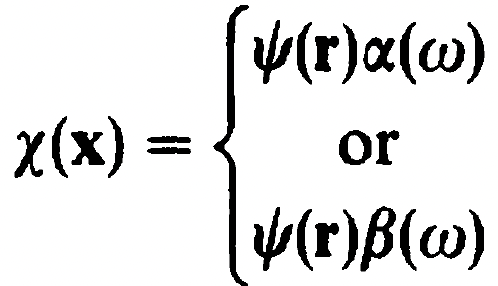 χ(x) = { ψ(r)α(ω)
or
ψ(r)β(ω)